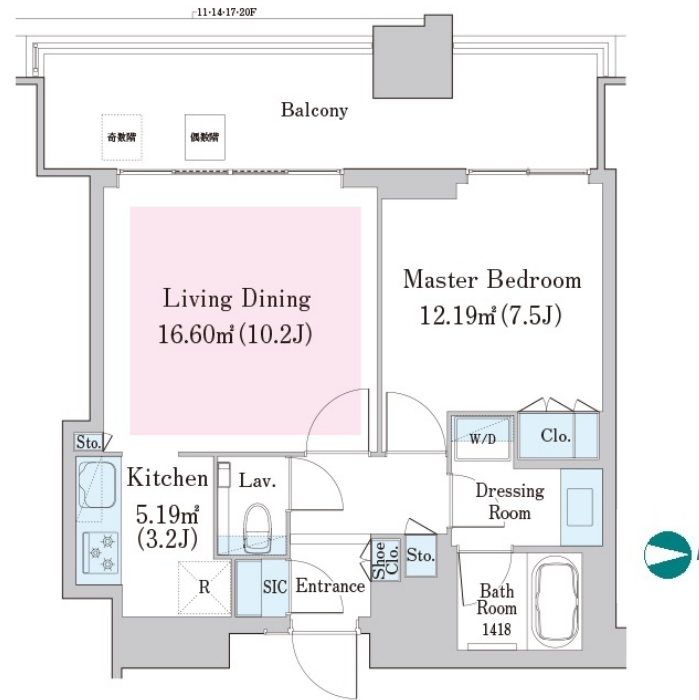 11·14·17·20F
Balcony
奇数階
偶数階
Living Dining
16.60㎡(10.2J)
Master Bedroom
12.19㎡(7.5J)
Sto.
Kitchen
5.19㎡
(3.2J)
Lav.
W/D
Clo.
Dressing
Room
R
SIC
Entrance
Shoe
Clo.
Sto.
Bath
Room
1418